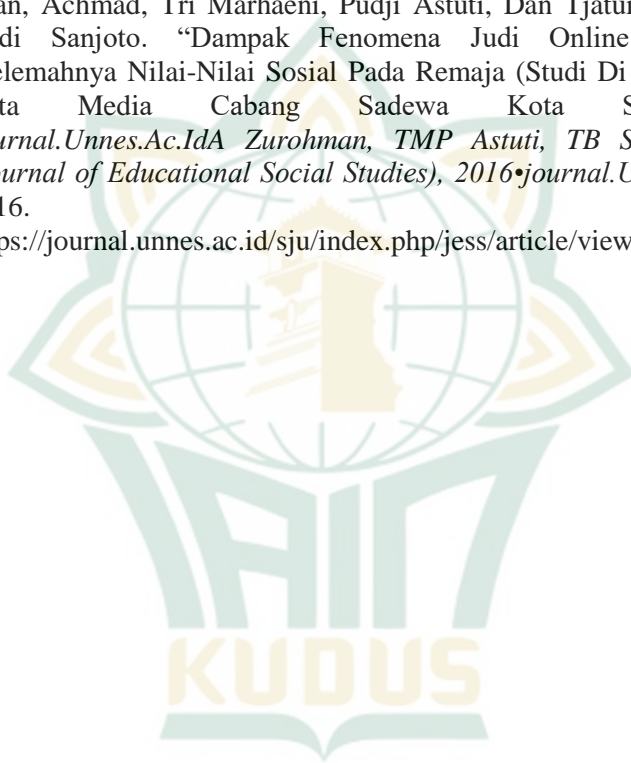 an, Achmad, Tri Marhaeni, Pudji Astuti, Dan Tjatur
di Sanjoto. “Dampak Fenomena Judi Online
elemahnya Nilai-Nilai Sosial Pada Remaja (Studi Di
ta Media Cabang Sadewa Kota S
urnal.Unnes.Ac.IdA Zurohman, TMP Astuti, TB S
ournal of Educational Social Studies), 2016•journal.U
16.
ps://journal.unnes.ac.id/sju/index.php/jess/article/view
IAIN
KUDUS